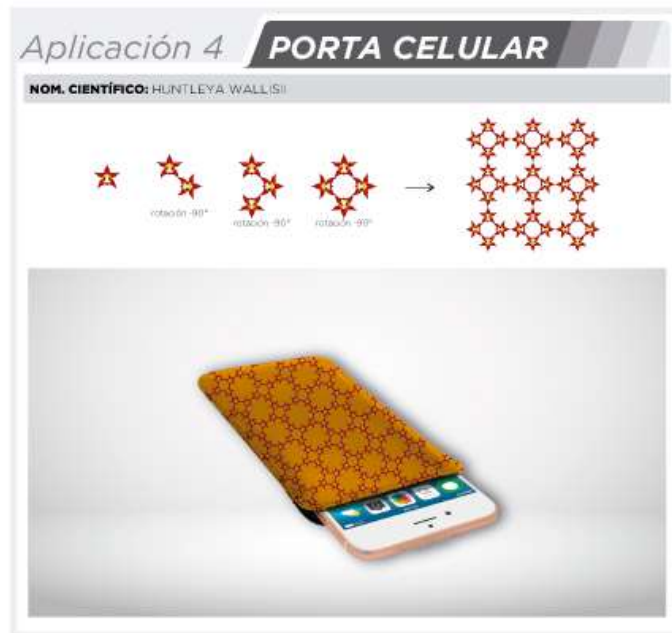 Aplicación 4 PORTA CELULAR
NOM. CIENTÍFICO: HUNTLEYA WALLISII
rotación -90°
rotación -90°
rotación -90°